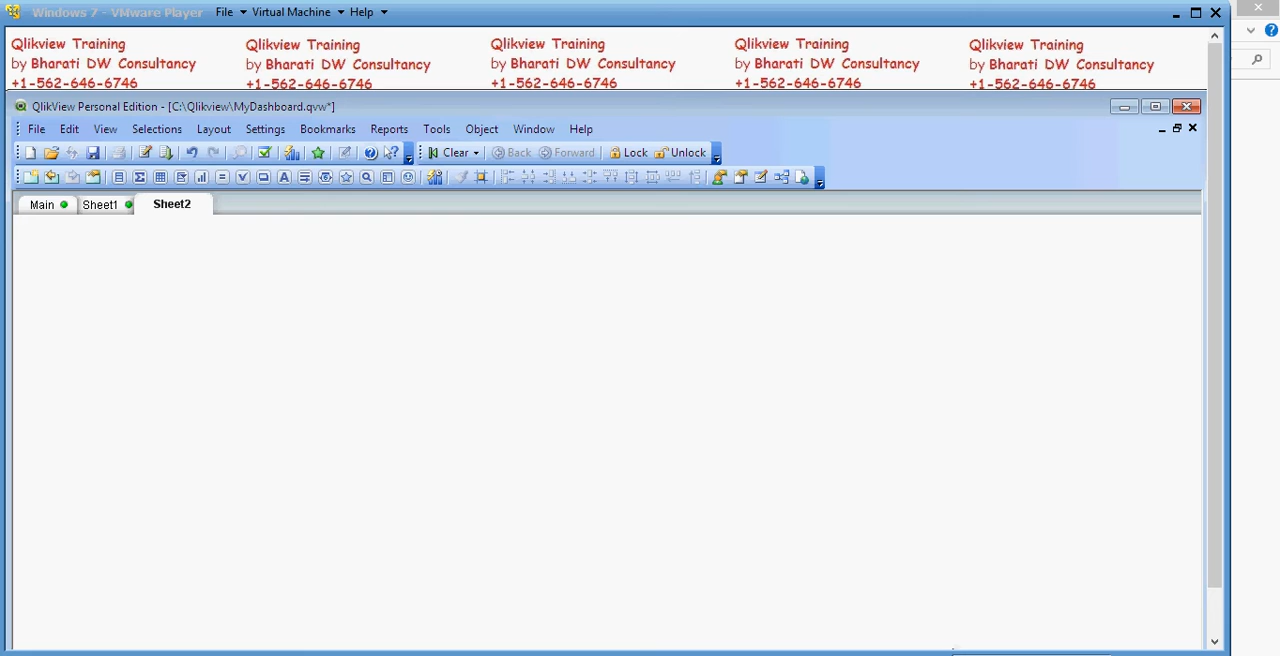 Windows 7 - VMware Player File Virtual Machine Help
Qlikview Training Qlikview Training Qlikview Training Qlikview Training Qlikview Training
by Bharati DW Consultancy by Bharati DW Consultancy by Bharati DW Consultancy by Bharati DW Consultancy by Bharati DW Consultancy
+1-562-646-6746 +1-562-646-6746 +1-562-646-6746 +1-562-646-6746 +1-562-646-6746
QlikView Personal Edition - [C:\Qlikview\MyDashboard.qvw*]
File Edit View Selections Layout Settings Bookmarks Reports Tools Object Window Help
Clear Back Forward Lock Unlock
Main Sheet1 Sheet2